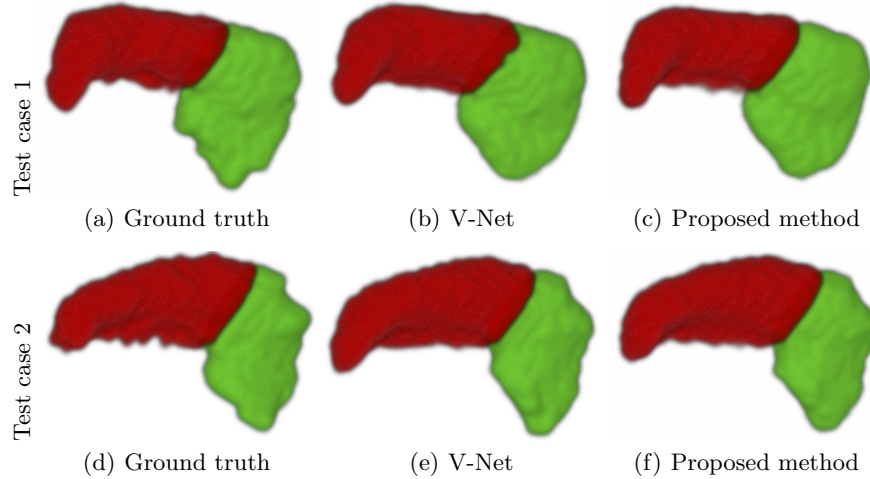 Test case 1
(a) Ground truth
(b) V-Net
(c) Proposed method
Test case 2
(d) Ground truth
(e) V-Net
(f) Proposed method